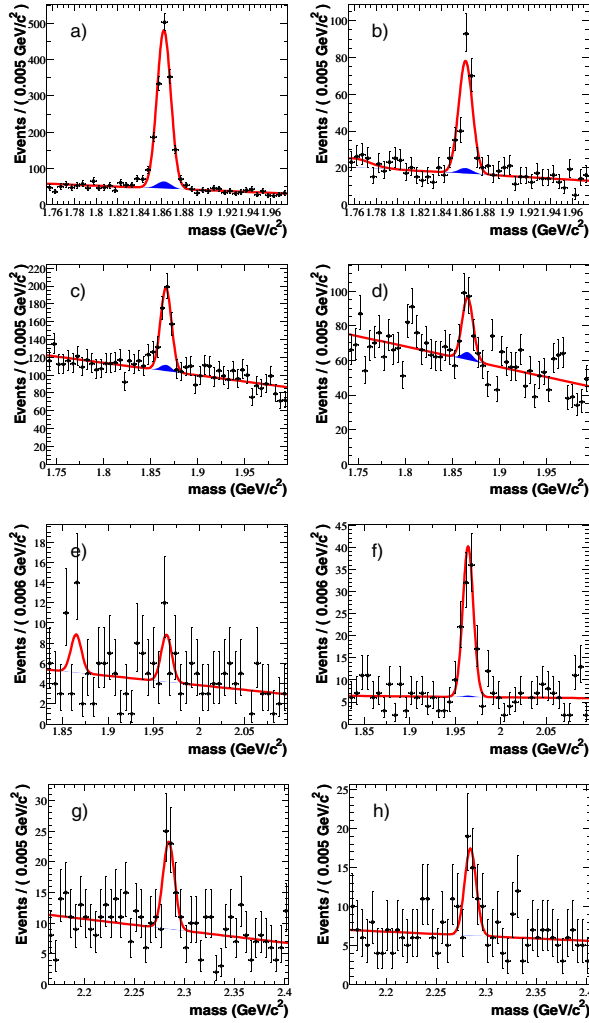 a)
Events / ( 0.005 GeV/c² )
500
400
300
200
100
0
1.76 1.78 1.8 1.82 1.84 1.86 1.88 1.9 1.92 1.94 1.96
mass (GeV/c²)
b)
Events / ( 0.005 GeV/c² )
100
80
60
40
20
0
1.76 1.78 1.8 1.82 1.84 1.86 1.88 1.9 1.92 1.94 1.96
mass (GeV/c²)
c)
Events / ( 0.005 GeV/c² )
220
200
180
160
140
120
100
80
60
40
20
0
1.75 1.8 1.85 1.9 1.95
mass (GeV/c²)
d)
Events / ( 0.005 GeV/c² )
100
80
60
40
20
0
1.75 1.8 1.85 1.9 1.95
mass (GeV/c²)
e)
Events / ( 0.006 GeV/c² )
18
16
14
12
10
8
6
4
2
0
1.85 1.9 1.95 2 2.05
mass (GeV/c²)
f)
Events / ( 0.006 GeV/c² )
45
40
35
30
25
20
15
10
5
0
1.85 1.9 1.95 2 2.05
mass (GeV/c²)
g)
Events / ( 0.005 GeV/c² )
30
25
20
15
10
5
0
2.2 2.25 2.3 2.35 2.4
mass (GeV/c²)
h)
Events / ( 0.005 GeV/c² )
25
20
15
10
5
0
2.2 2.25 2.3 2.35 2.4
mass (GeV/c²)